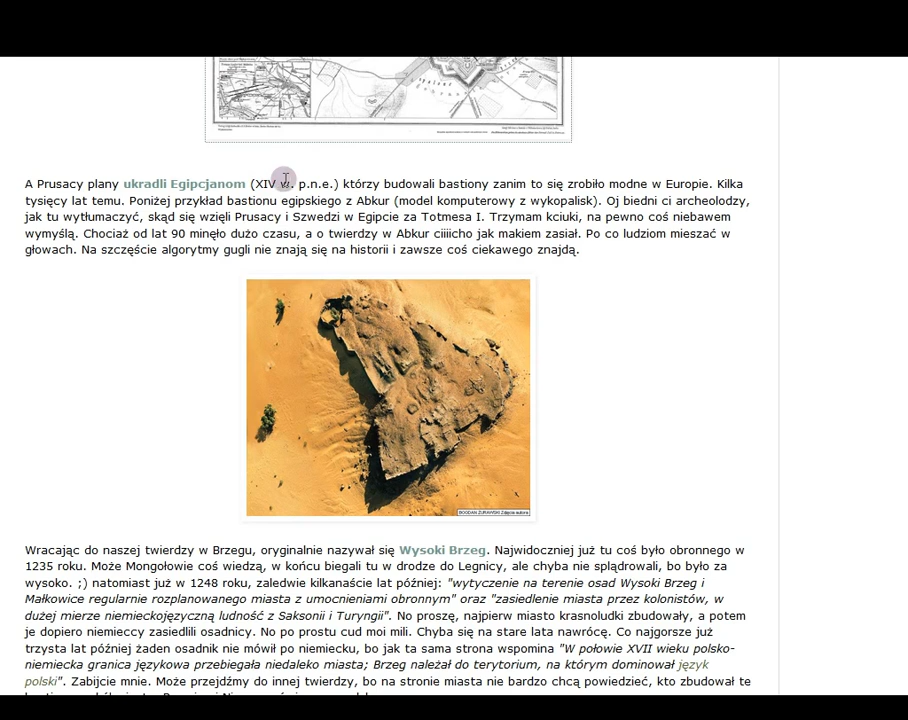 A Prusacy plany ukradli Egipcjanom (XIV w. p.n.e.) którzy budowali bastiony zanim to się zrobiło modne w Europie. Kilka
tysięcy lat temu. Poniżej przykład bastionu egipskiego z Abkur (model komputerowy z wykopalisk). Oj biedni ci archeolodzy,
jak tu wytłumaczyć, skąd się wzięli Prusacy i Szwedzi w Egipcie za Totmesa I. Trzymam kciuki, na pewno coś niebawem
wymyślą. Chociaż od lat 90 minęło dużo czasu, a o twierdzy w Abkur ciiiicho jak makiem zasiał. Po co ludziom mieszać w
głowach. Na szczęście algorytmy gugli nie znają się na historii i zawsze coś ciekawego znajdą.
BOGDAN ŻURAWSKI Zdjęcia autora
Wracając do naszej twierdzy w Brzegu, oryginalnie nazywał się Wysoki Brzeg. Najwidoczniej już tu coś było obronnego w
1235 roku. Może Mongołowie coś wiedzą, w końcu biegali tu w drodze do Legnicy, ale chyba nie splądrowali, bo było za
wysoko. ;) natomiast już w 1248 roku, zaledwie kilkanaście lat później: "wytyczenie na terenie osad Wysoki Brzeg i
Małkowice regularnie rozplanowanego miasta z umocnieniami obronnym" oraz "zasiedlenie miasta przez kolonistów, w
dużej mierze niemieckojęzyczną ludność z Saksonii i Turyngii". No proszę, najpierw miasto krasnoludki zbudowały, a potem
je dopiero niemieccy zasiedlili osadnicy. No po prostu cud moi mili. Chyba się na stare lata nawrócę. Co najgorsze już
trzysta lat później żaden osadnik nie mówił po niemiecku, bo jak ta sama strona wspomina "W połowie XVII wieku polsko-
niemiecka granica językowa przebiegała niedaleko miasta; Brzeg należał do terytorium, na którym dominował język
polski". Zabijcie mnie. Może przejdźmy do innej twierdzy, bo na stronie miasta nie bardzo chcą powiedzieć, kto zbudował te